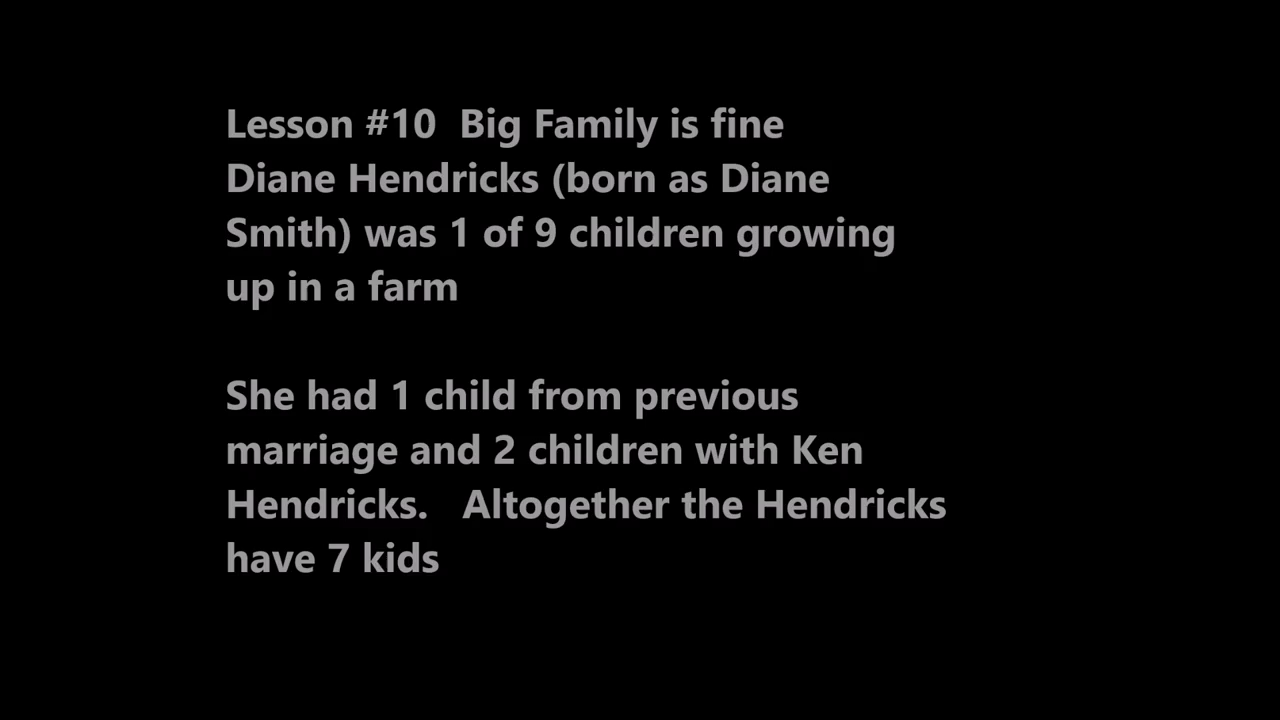 Lesson #10  Big Family is fine
Diane Hendricks (born as Diane
Smith) was 1 of 9 children growing
up in a farm
She had 1 child from previous
marriage and 2 children with Ken
Hendricks.   Altogether the Hendricks
have 7 kids